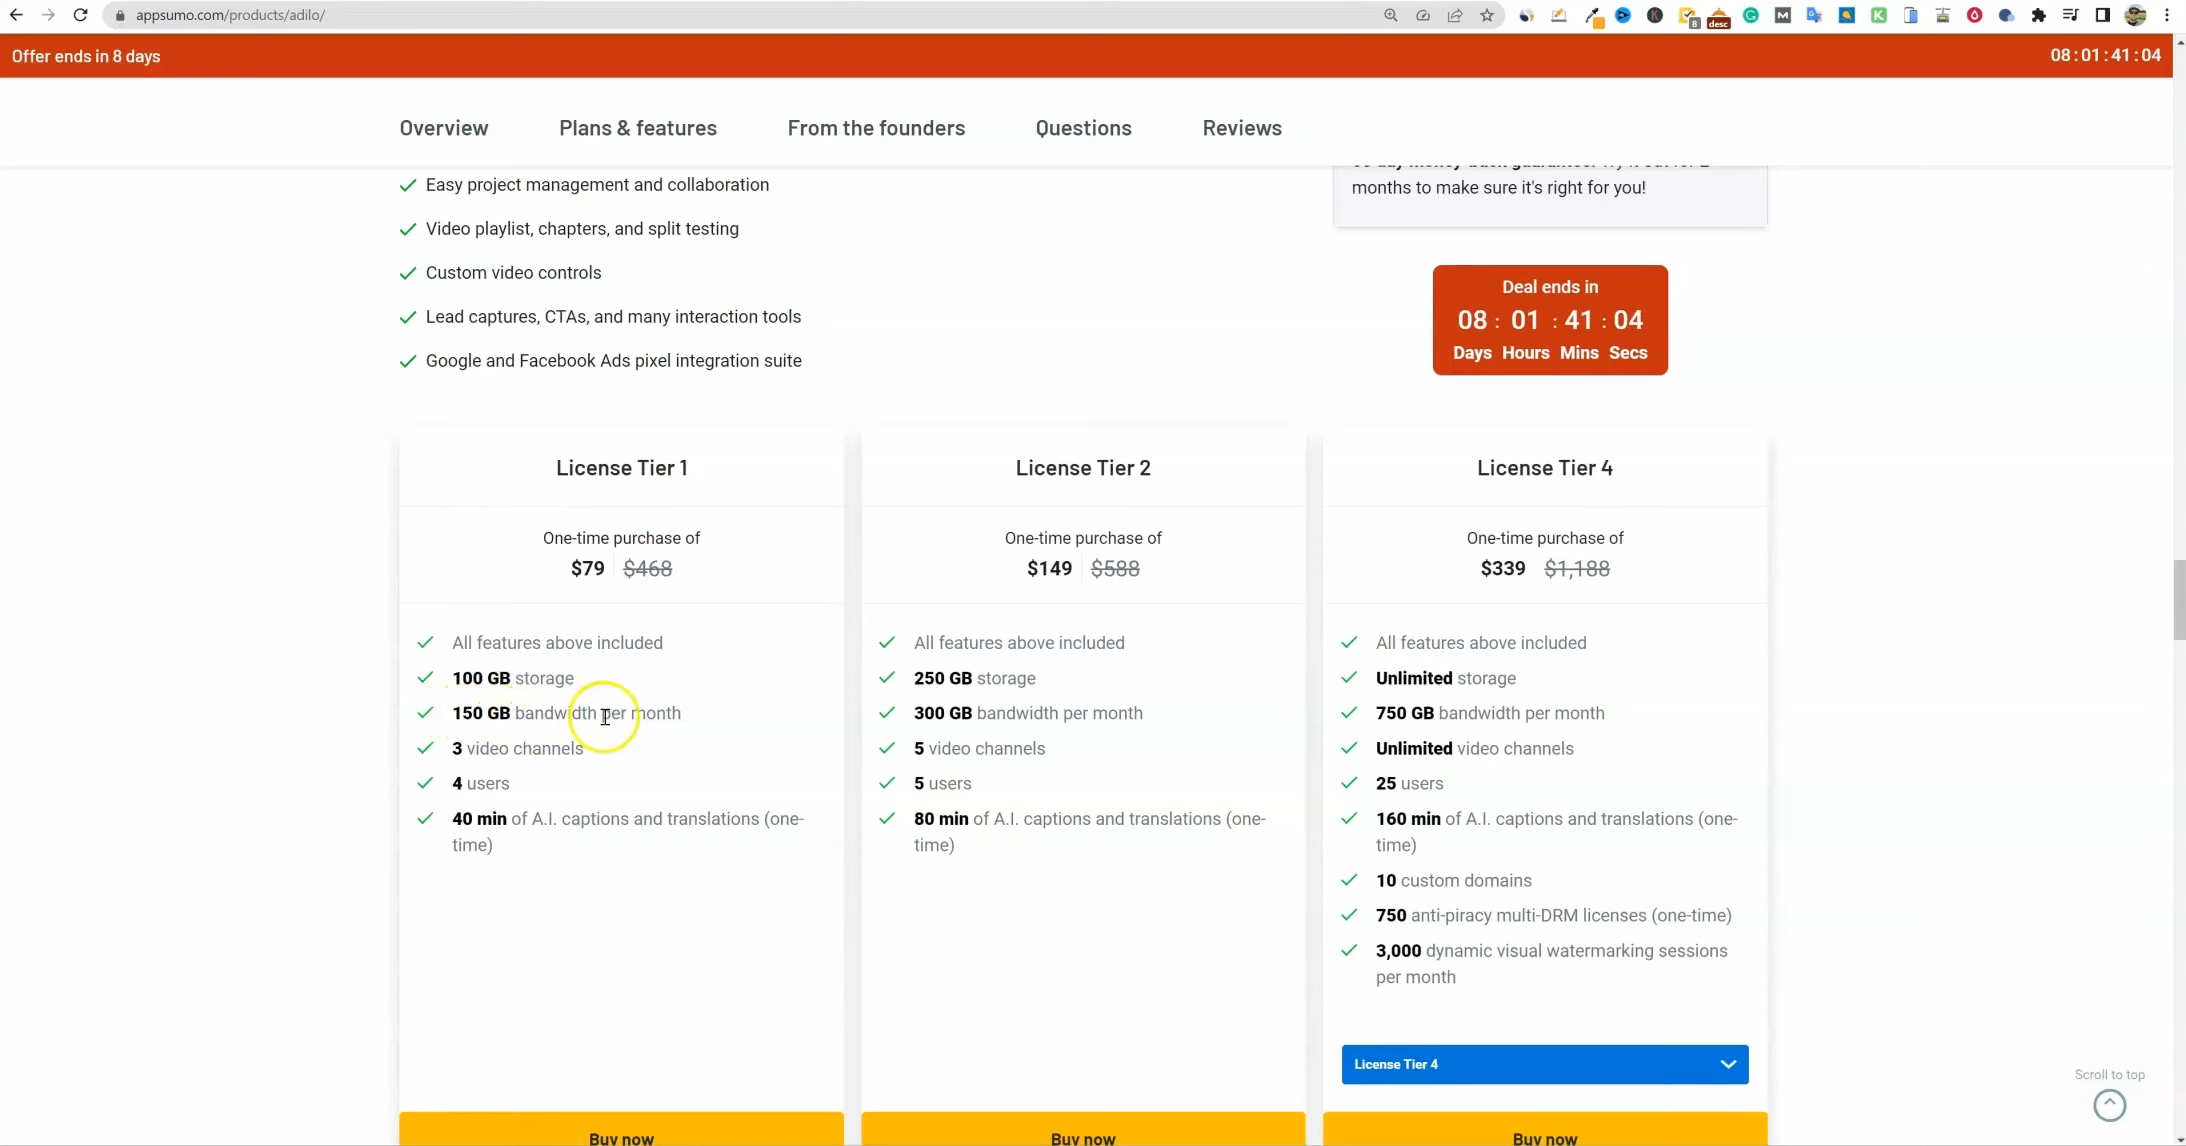 appsumo.com/products/adilo/
8
desc
Offer ends in 8 days
08:01:41:04
Overview
Plans & features
From the founders
Questions
Reviews
months to make sure it's right for you!
Easy project management and collaboration
Video playlist, chapters, and split testing
Custom video controls
Lead captures, CTAs, and many interaction tools
Google and Facebook Ads pixel integration suite
Deal ends in
08 : 01 : 41 : 04
Days Hours Mins Secs
License Tier 1
One-time purchase of
$79 $468
All features above included
100 GB storage
150 GB bandwidth per month
3 video channels
4 users
40 min of A.I. captions and translations (one-
time)
Buy now
License Tier 2
One-time purchase of
$149 $588
All features above included
250 GB storage
300 GB bandwidth per month
5 video channels
5 users
80 min of A.I. captions and translations (one-
time)
Buy now
License Tier 4
One-time purchase of
$339 $1,188
All features above included
Unlimited storage
750 GB bandwidth per month
Unlimited video channels
25 users
160 min of A.I. captions and translations (one-
time)
10 custom domains
750 anti-piracy multi-DRM licenses (one-time)
3,000 dynamic visual watermarking sessions
per month
License Tier 4
Buy now
Scroll to top